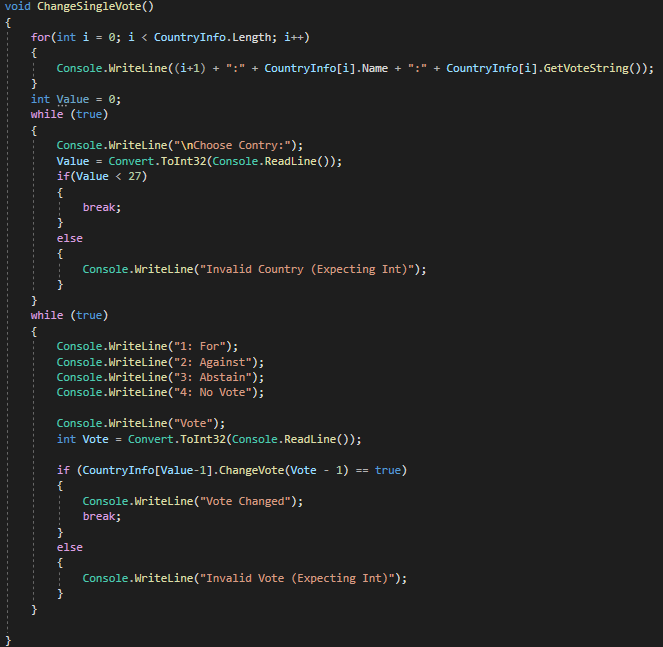 void ChangeSingleVote()
{
for(int i = 0; i < CountryInfo.Length; i++)
{
Console.WriteLine((i+1) + ":" + CountryInfo[i].Name + ":" + CountryInfo[i].GetVoteString());
}
int Value = 0;
while (true)
{
Console.WriteLine("\nChoose Contry:");
Value = Convert.ToInt32(Console.ReadLine());
if(Value < 27)
{
break;
}
else
{
Console.WriteLine("Invalid Country (Expecting Int)");
}
}
while (true)
{
Console.WriteLine("1: For");
Console.WriteLine("2: Against");
Console.WriteLine("3: Abstain");
Console.WriteLine("4: No Vote");
Console.WriteLine("Vote");
int Vote = Convert.ToInt32(Console.ReadLine());
if (CountryInfo[Value-1].ChangeVote(Vote - 1) == true)
{
Console.WriteLine("Vote Changed");
break;
}
else
{
Console.WriteLine("Invalid Vote (Expecting Int)");
}
}
}